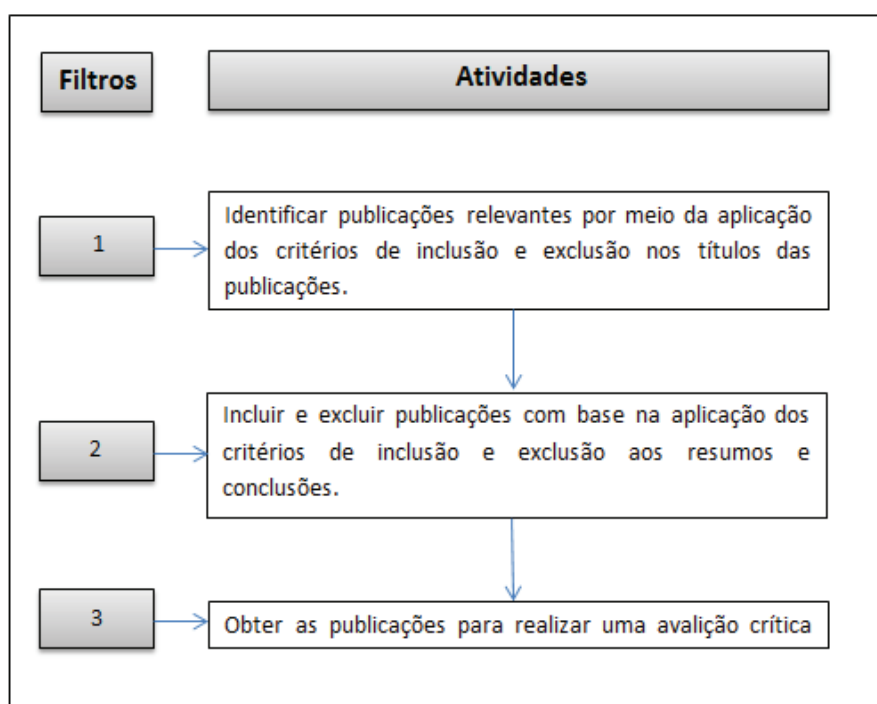 Filtros
Atividades
1
Identificar publicações relevantes por meio da aplicação
dos critérios de inclusão e exclusão nos títulos das
publicações.
2
Incluir e excluir publicações com base na aplicação dos
critérios de inclusão e exclusão aos resumos e
conclusões.
3
Obter as publicações para realizar uma avalição crítica